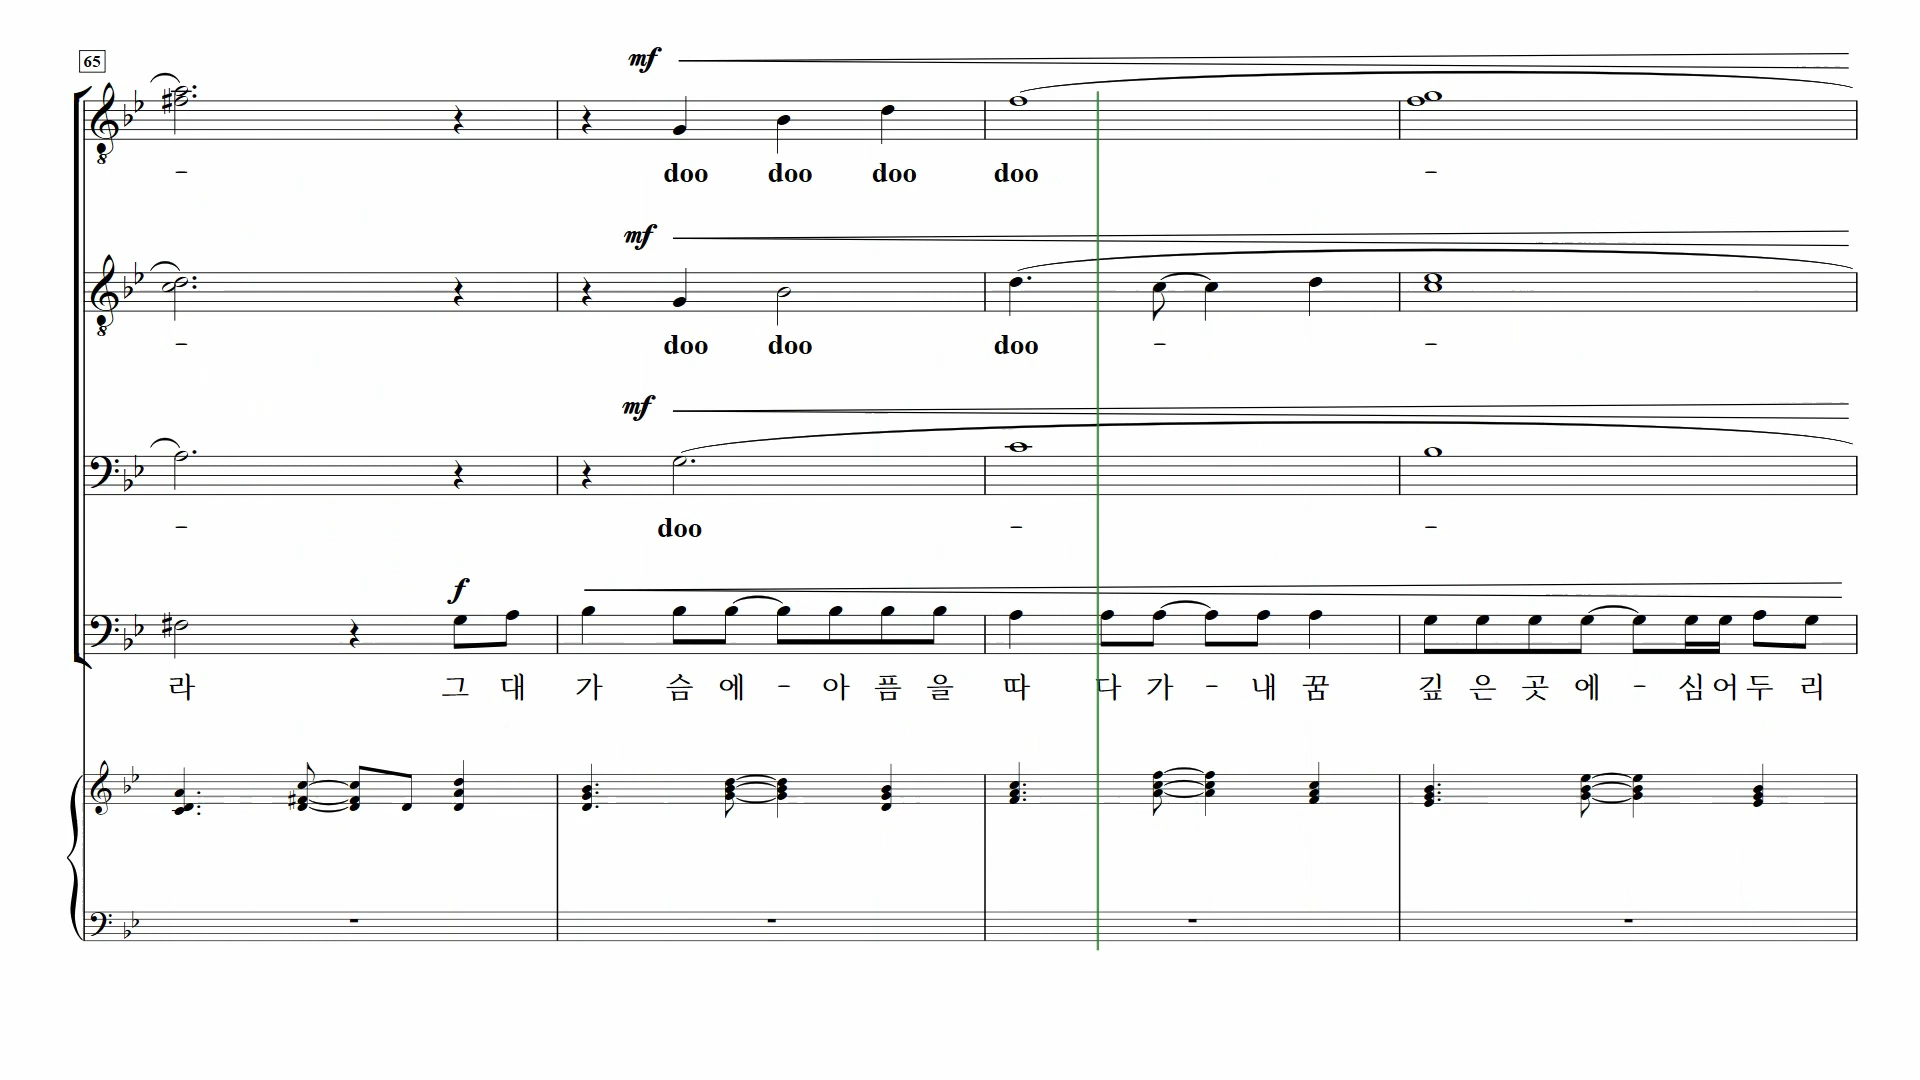 65
mf
- doo doo doo doo -
mf
- doo doo doo - -
mf
- doo - -
f
라 그 대 가 슴 에 - 아 픔 을 따 다 가 - 내 꿈 깊 은 곳 에 - 심 어 두 리